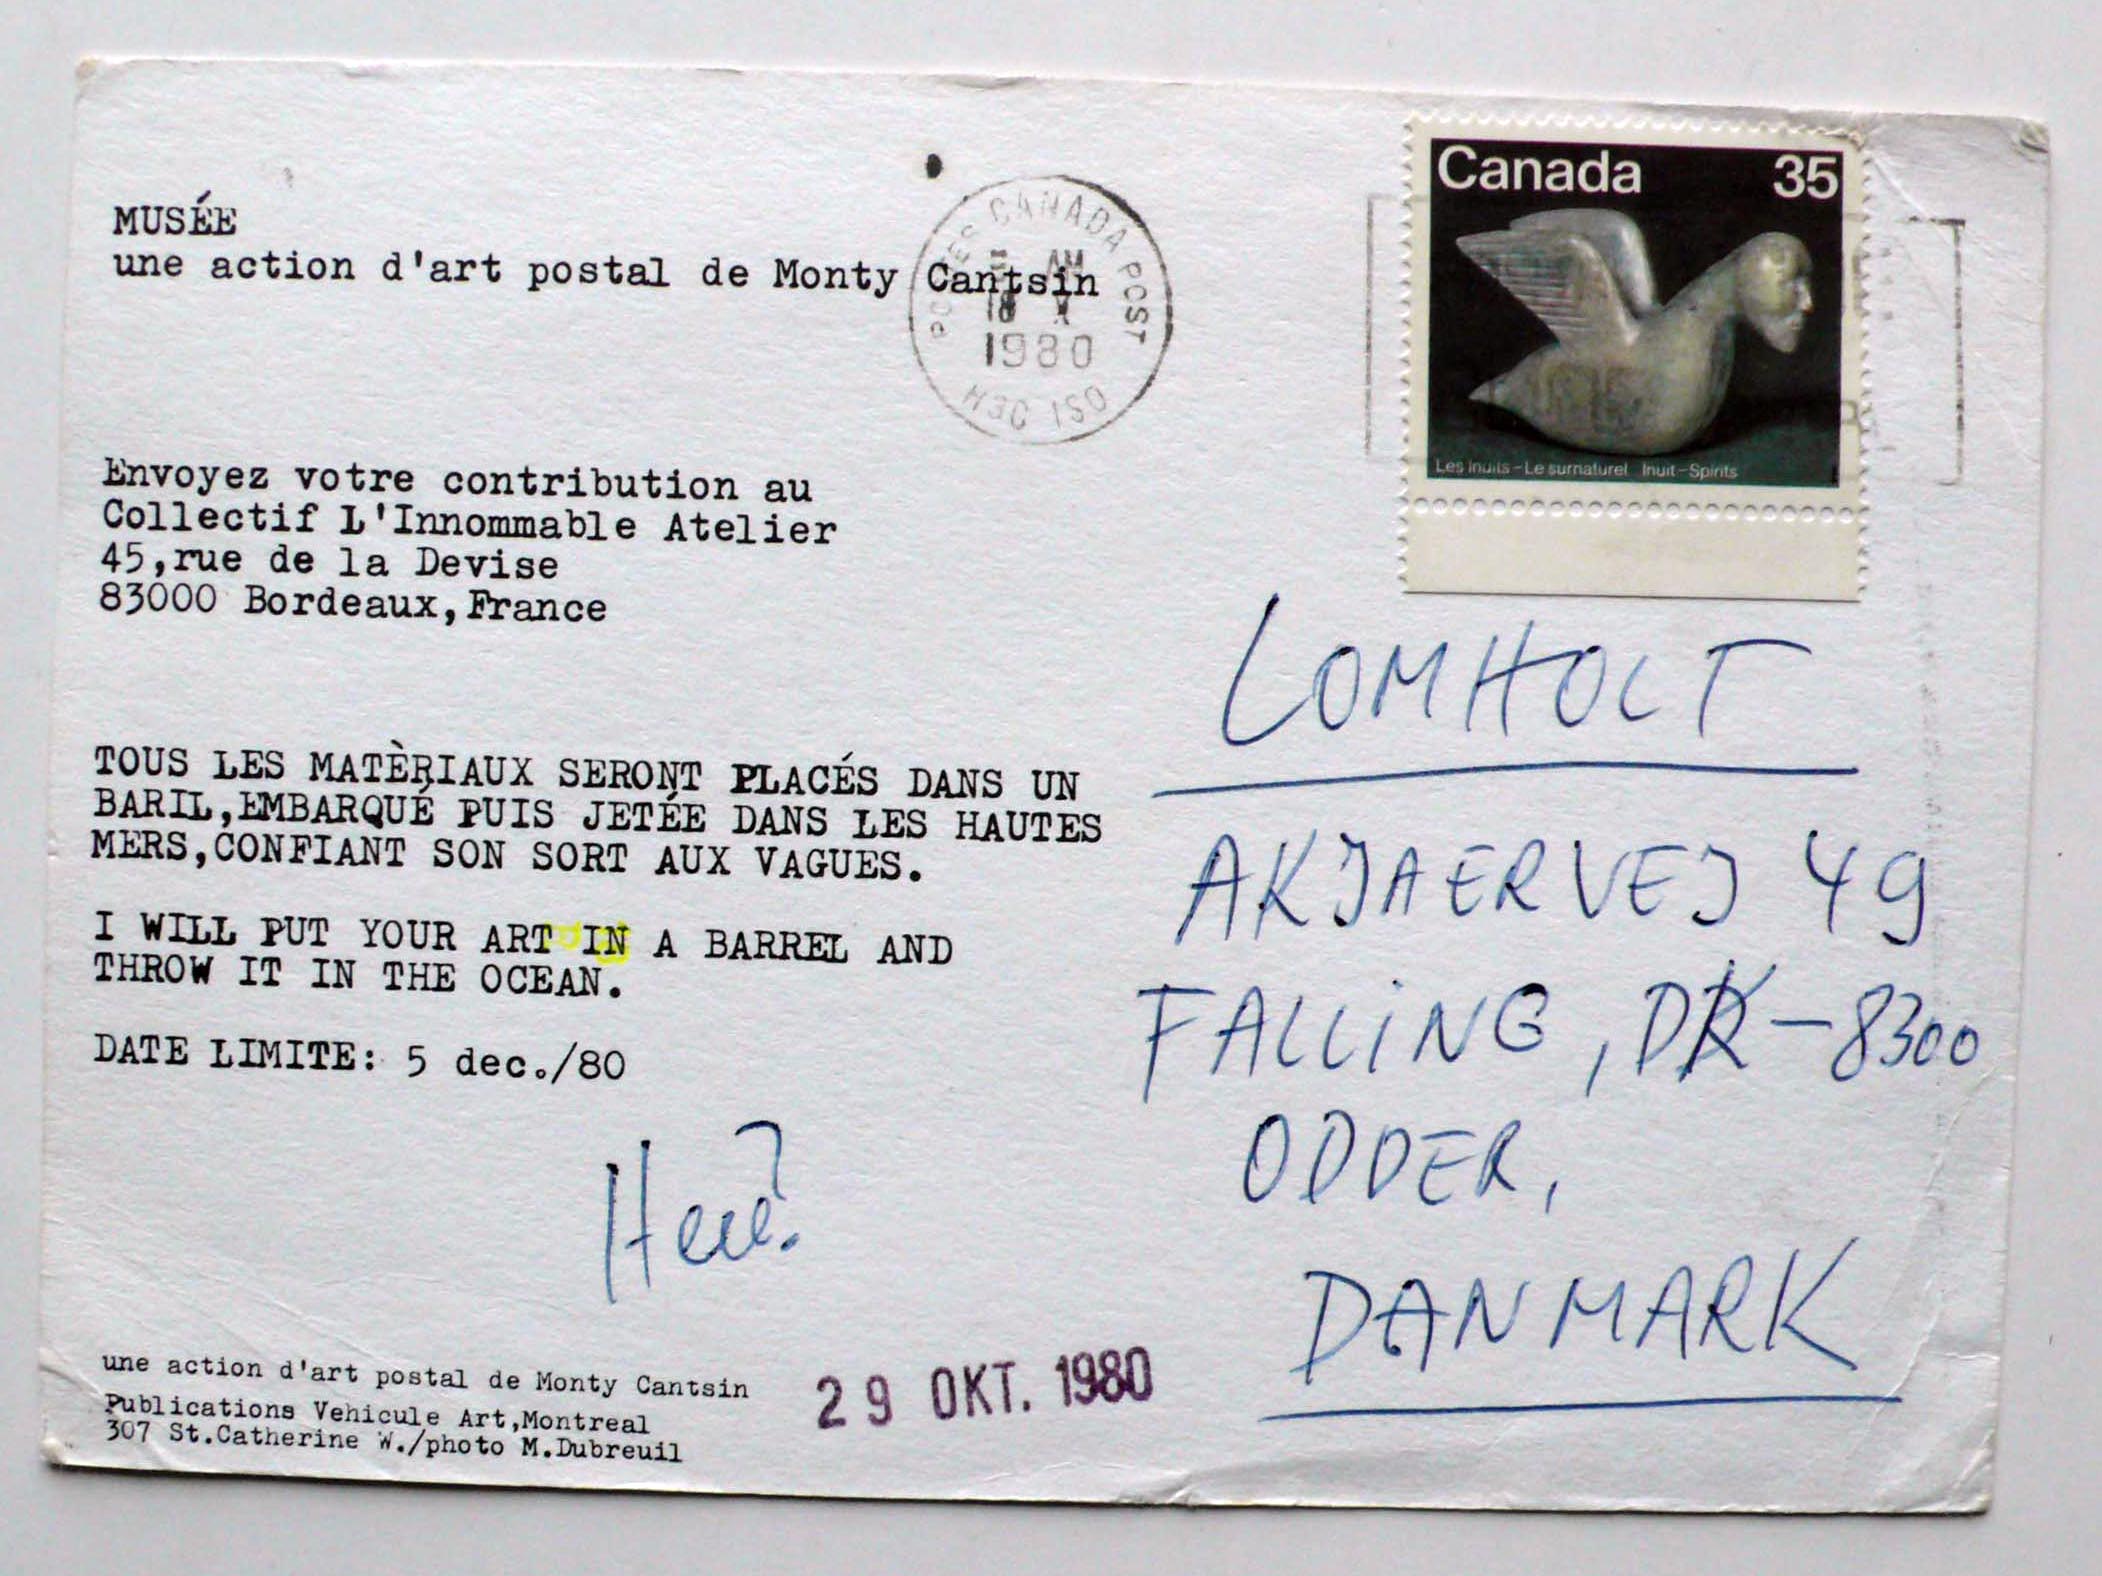 MUSÉE
une action d'art postal de Monty Cantsin
Envoyez votre contribution au
Collectif L'Innommable Atelier
45,rue de la Devise
83000 Bordeaux,France
TOUS LES MATÈRIAUX SERONT PLACÉS DANS UN
BARIL,EMBARQUÉ PUIS JETÉE DANS LES HAUTES
MERS,CONFIANT SON SORT AUX VAGUES.
I WILL PUT YOUR ART IN A BARREL AND
THROW IT IN THE OCEAN.
DATE LIMITE: 5 dec./80
une action d'art postal de Monty Cantsin
Publications Vehicule Art,Montreal
307 St.Catherine W./photo M.Dubreuil
29 OKT. 1980
POSTES CANADA POST
AM
1980
H3C 1S0
Canada 35
Les Inuits – Le surnaturel Inuit – Spirits
LOMHOLT
AKJAERVEJ 49
FALLING, DK-8300
ODDER,
DANMARK